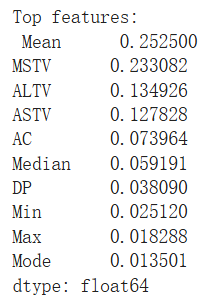 Top features:
 Mean      0.252500
MSTV      0.233082
ALTV      0.134926
ASTV      0.127828
AC        0.073964
Median    0.059191
DP        0.038090
Min       0.025120
Max       0.018288
Mode      0.013501
dtype: float64